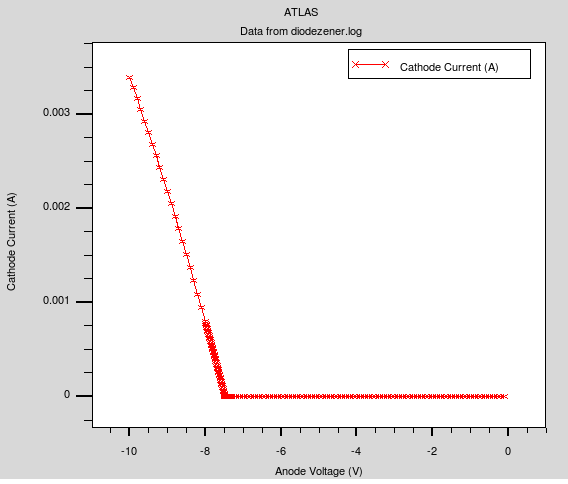 ATLAS
Data from diodezener.log
Cathode Current (A)
0.003
0.002
0.001
0
Cathode Current (A)
-10
-8
-6
-4
-2
0
Anode Voltage (V)